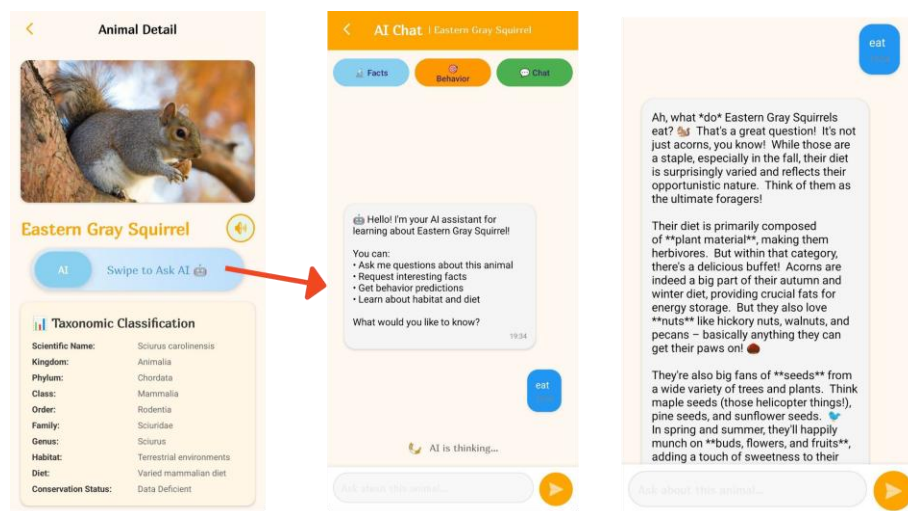 Animal Detail
Eastern Gray Squirrel
AI
Swipe to Ask AI
Taxonomic Classification
Scientific Name: Sciurus carolinensis
Kingdom: Animalia
Phylum: Chordata
Class: Mammalia
Order: Rodentia
Family: Sciuridae
Genus: Sciurus
Habitat: Terrestrial environments
Diet: Varied mammalian diet
Conservation Status: Data Deficient
AI Chat | Eastern Gray Squirrel
Facts
Behavior
Chat
Hello! I'm your AI assistant for
learning about Eastern Gray Squirrel!
You can:
• Ask me questions about this animal
• Request interesting facts
• Get behavior predictions
• Learn about habitat and diet
What would you like to know?
19:34
eat
AI is thinking...
Ask about this animal...
eat
Ah, what *do* Eastern Gray Squirrels
eat? 🐿️ That's a great question! It's not
just acorns, you know! While those are
a staple, especially in the fall, their diet
is surprisingly varied and reflects their
opportunistic nature. Think of them as
the ultimate foragers!
Their diet is primarily composed
of **plant material**, making them
herbivores. But within that category,
there's a delicious buffet! Acorns are
indeed a big part of their autumn and
winter diet, providing crucial fats for
energy storage. But they also love
**nuts** like hickory nuts, walnuts, and
pecans – basically anything they can
get their paws on! 🌰
They're also big fans of **seeds** from
a wide variety of trees and plants. Think
maple seeds (those helicopter things!),
pine seeds, and sunflower seeds. 🐦
In spring and summer, they'll happily
munch on **buds, flowers, and fruits**,
adding a touch of sweetness to their
Ask about this animal...